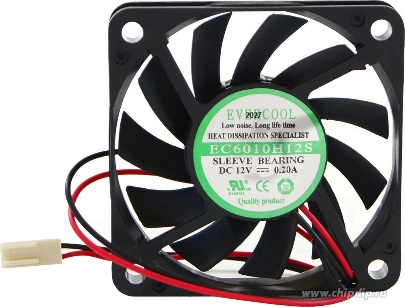 EVERCOOL
2027
Low noise. Long life time
HEAT DISSIPATION SPECIALIST
EC6010H12S
SLEEVE BEARING
DC 12V ⎓ 0.20A
Quality product
www.chipdip.ru